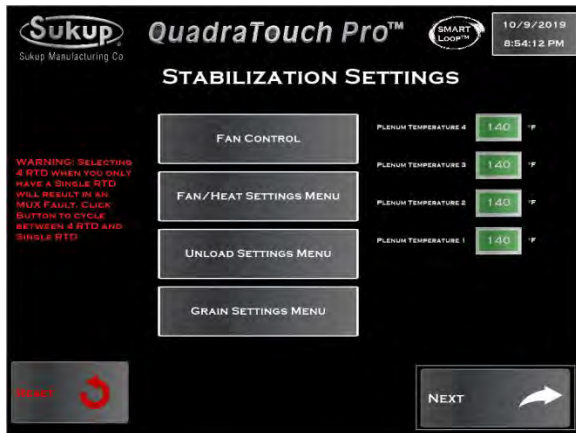 Sukup
Sukup Manufacturing Co.
QuadraTouch Pro™
SMART
LOOP™
10/9/2019
8:54:12 PM
STABILIZATION SETTINGS
WARNING: SELECTING
4 RTD WHEN YOU ONLY
HAVE A SINGLE RTD
WILL RESULT IN AN
MUX FAULT. CLICK
BUTTON TO CYCLE
BETWEEN 4 RTD AND
SINGLE RTD
FAN CONTROL
FAN/HEAT SETTINGS MENU
UNLOAD SETTINGS MENU
GRAIN SETTINGS MENU
PLENUM TEMPERATURE 4 140 °F
PLENUM TEMPERATURE 3 140 °F
PLENUM TEMPERATURE 2 140 °F
PLENUM TEMPERATURE 1 140 °F
RESET
NEXT